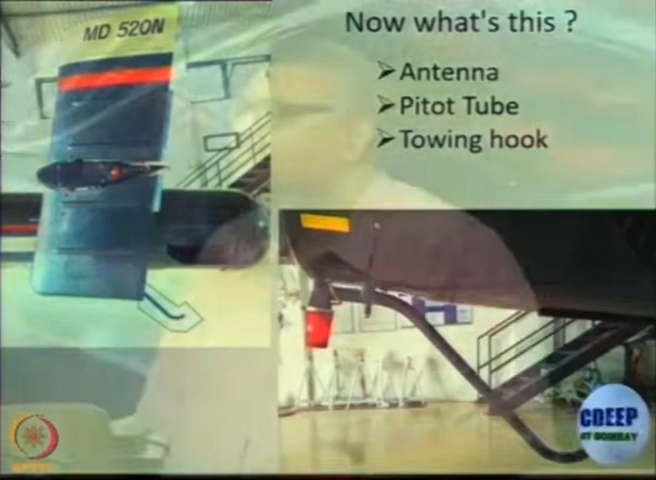 MD 520N
Now what's this ?
➢Antenna
➢Pitot Tube
➢Towing hook
CDEEP
IIT BOMBAY